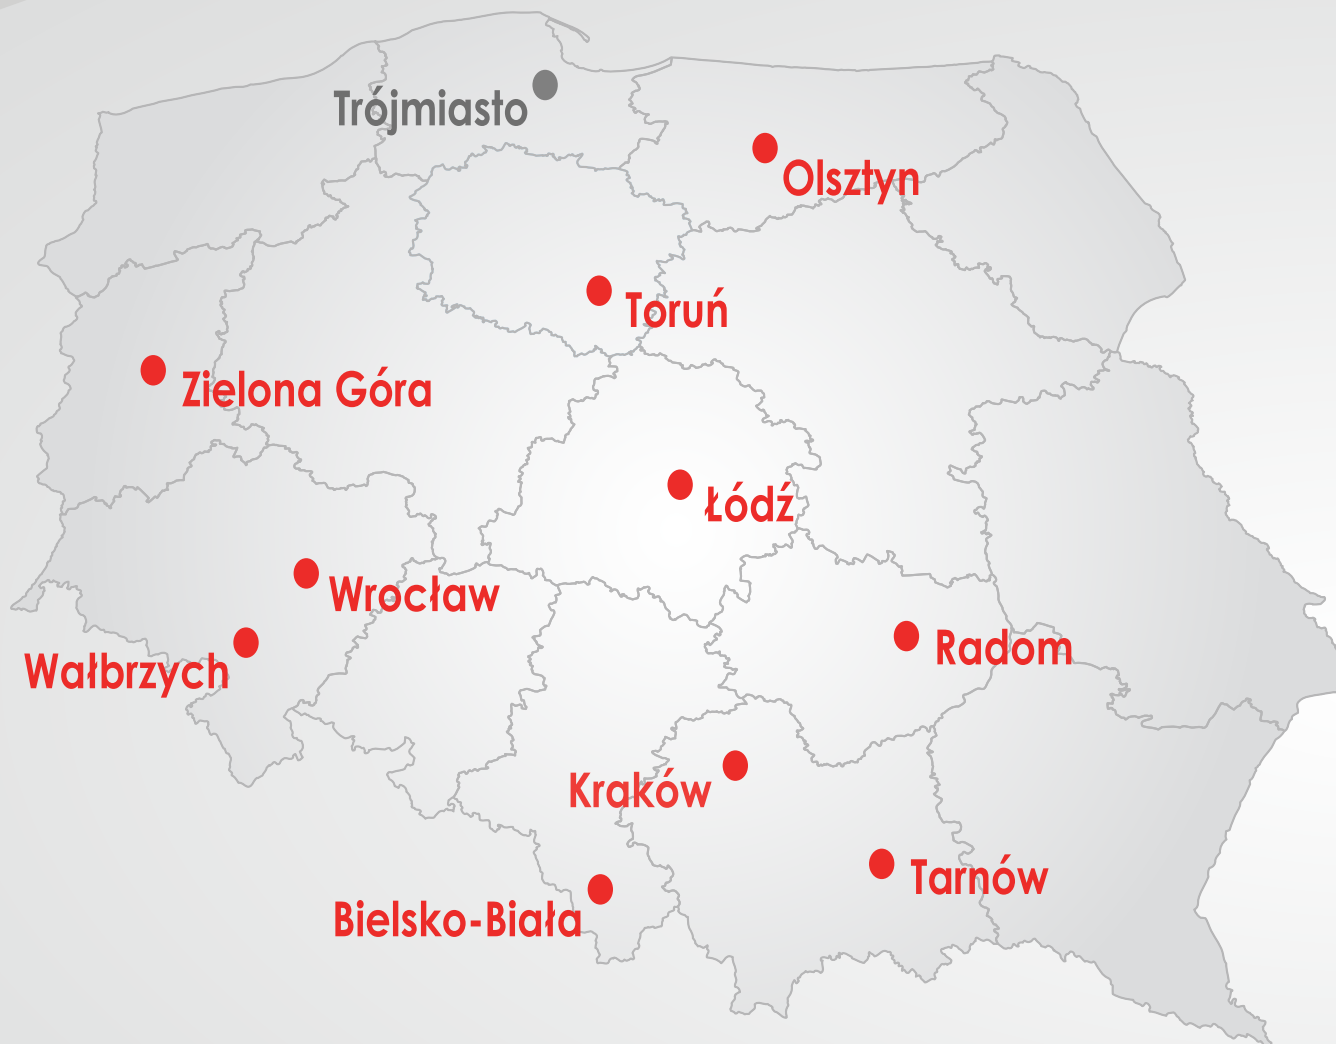 Trójmiasto
Olsztyn
Toruń
Zielona Góra
Łódź
Wrocław
Radom
Wałbrzych
Kraków
Tarnów
Bielsko-Biała